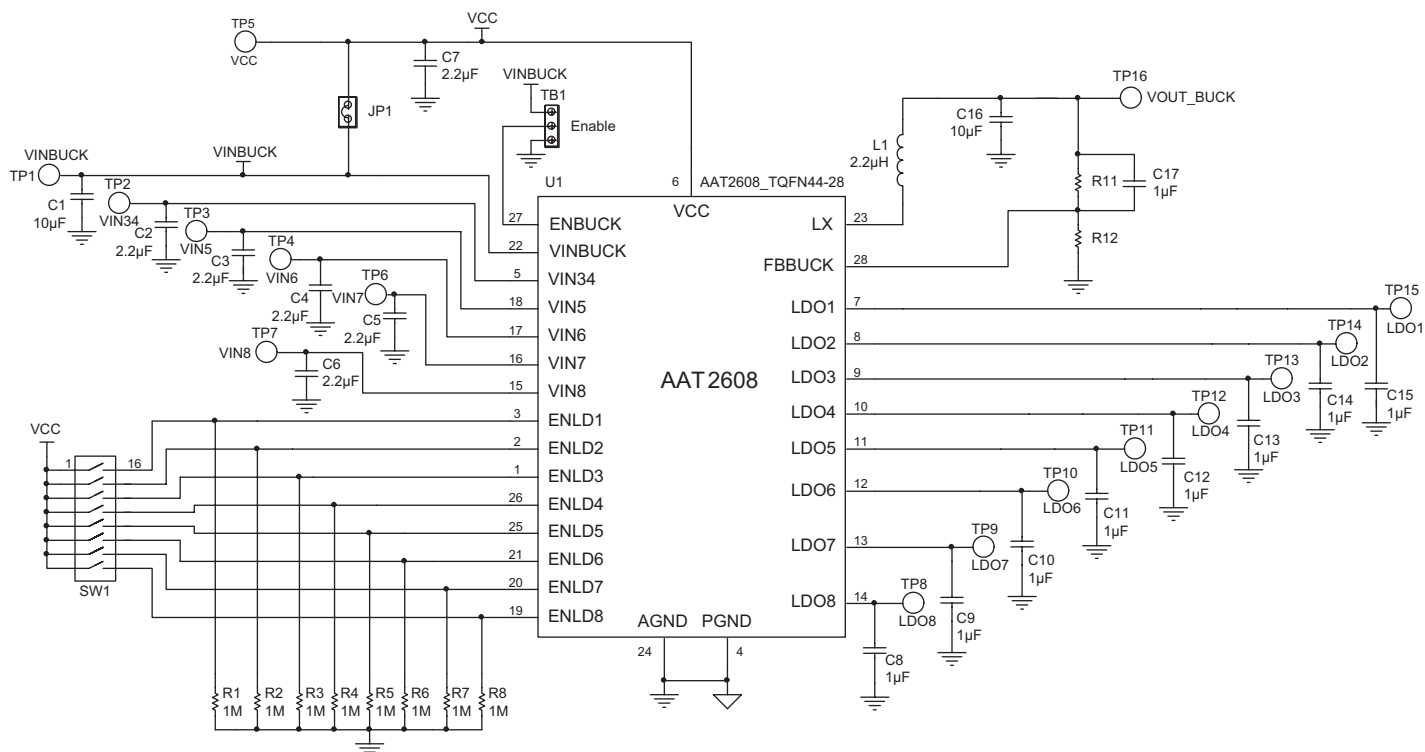 TP5
VCC
VCC
C7
2.2µF
JP1
VINBUCK
TB1
Enable
VINBUCK
TP1
VINBUCK
C1
10µF
TP2
VIN34
C2
2.2µF
TP3
VIN5
C3
2.2µF
TP4
VIN6
C4
2.2µF
TP6
VIN7
C5
2.2µF
TP7
VIN8
C6
2.2µF
TP16
VOUT_BUCK
C16
10µF
L1
2.2µH
R11
C17
1µF
R12
U1
6
AAT2608_TQFN44-28
VCC
27 ENBUCK
22 VINBUCK
5 VIN34
18 VIN5
17 VIN6
16 VIN7
15 VIN8
3 ENLD1
2 ENLD2
1 ENLD3
26 ENLD4
25 ENLD5
21 ENLD6
20 ENLD7
19 ENLD8
AAT2608
LX 23
FBBUCK 28
LDO1 7
LDO2 8
LDO3 9
LDO4 10
LDO5 11
LDO6 12
LDO7 13
LDO8 14
AGND PGND
24 4
TP15
LDO1
C15
1µF
TP14
LDO2
C14
1µF
TP13
LDO3
C13
1µF
TP12
LDO4
C12
1µF
TP11
LDO5
C11
1µF
TP10
LDO6
C10
1µF
TP9
LDO7
C9
1µF
TP8
LDO8
C8
1µF
VCC
1 16
SW1
R1 R2 R3 R4 R5 R6 R7 R8
1M 1M 1M 1M 1M 1M 1M 1M